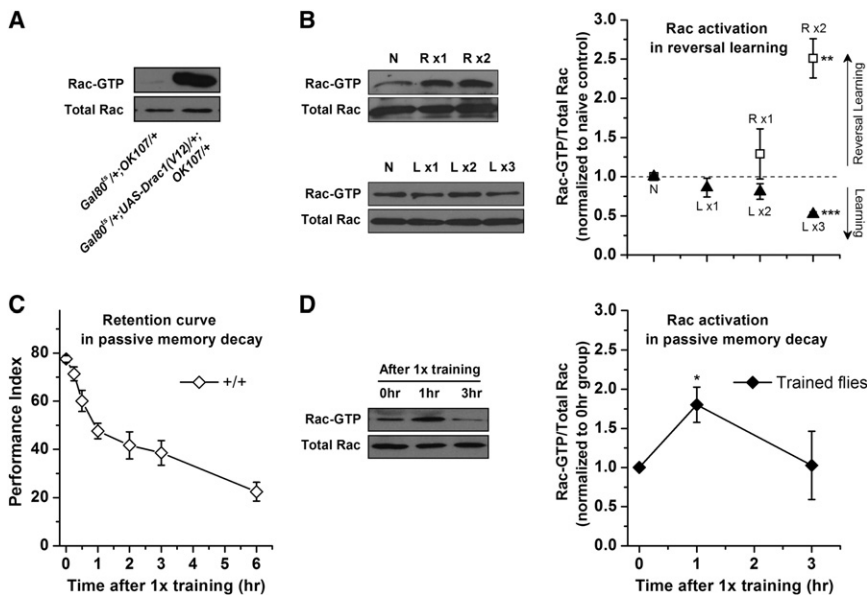 A
Rac-GTP
Total Rac
Gal80ts/+;OK107/+
Gal80ts/+;UAS-Drac1(V12)/+;
OK107/+
B
N R x1 R x2
Rac-GTP
Total Rac
N L x1 L x2 L x3
Rac-GTP
Total Rac
Rac activation
in reversal learning
Rac-GTP/Total Rac
(normalized to naive control)
3.0
2.5
2.0
1.5
1.0
0.5
0.0
R x2
**
R x1
N
L x1
L x2
L x3
***
Reversal Learning
Learning
C
Retention curve
in passive memory decay
+/+
Performance Index
100
80
60
40
20
0
0 1 2 3 4 5 6
Time after 1x training (hr)
D
After 1x training
0hr 1hr 3hr
Rac-GTP
Total Rac
Rac activation
in passive memory decay
*
Trained flies
Rac-GTP/Total Rac
(normalized to 0hr group)
3.0
2.5
2.0
1.5
1.0
0.5
0.0
0 1 2 3
Time after 1x training (hr)